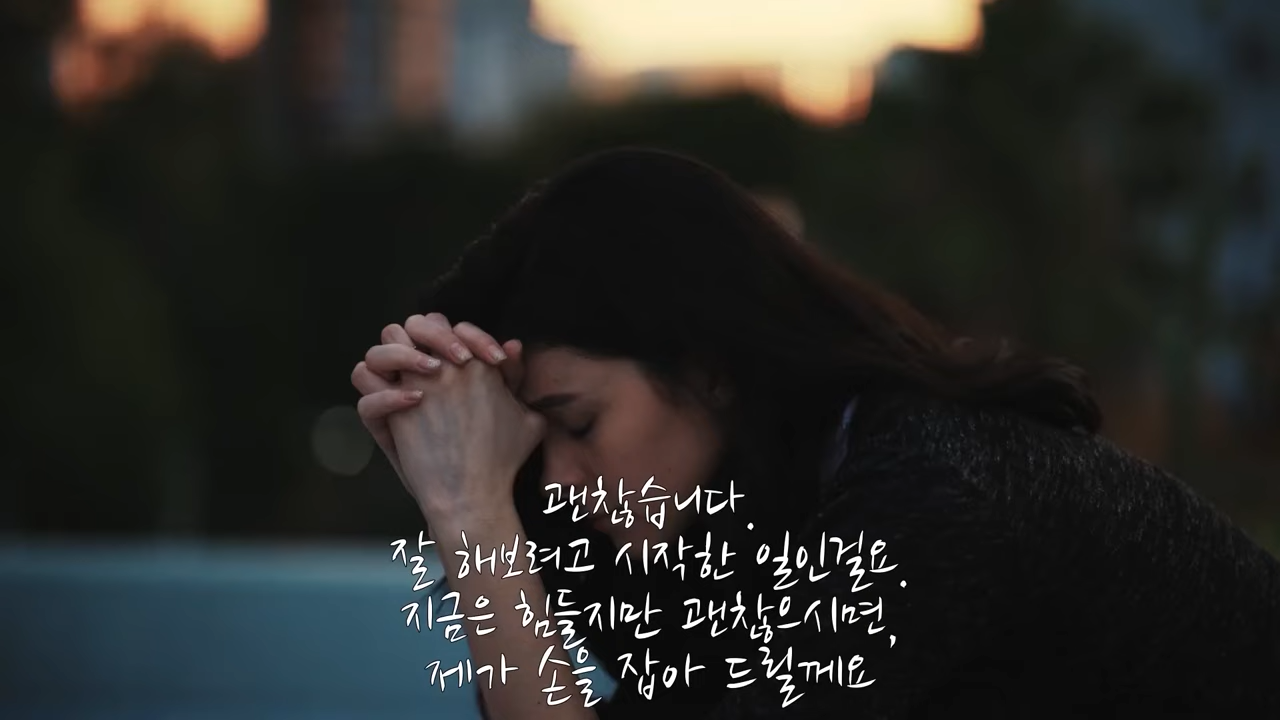 괜찮습니다.
잘 해보려고 시작한 일인걸요.
지금은 힘들지만 괜찮으시면,
제가 손을 잡아 드릴께요